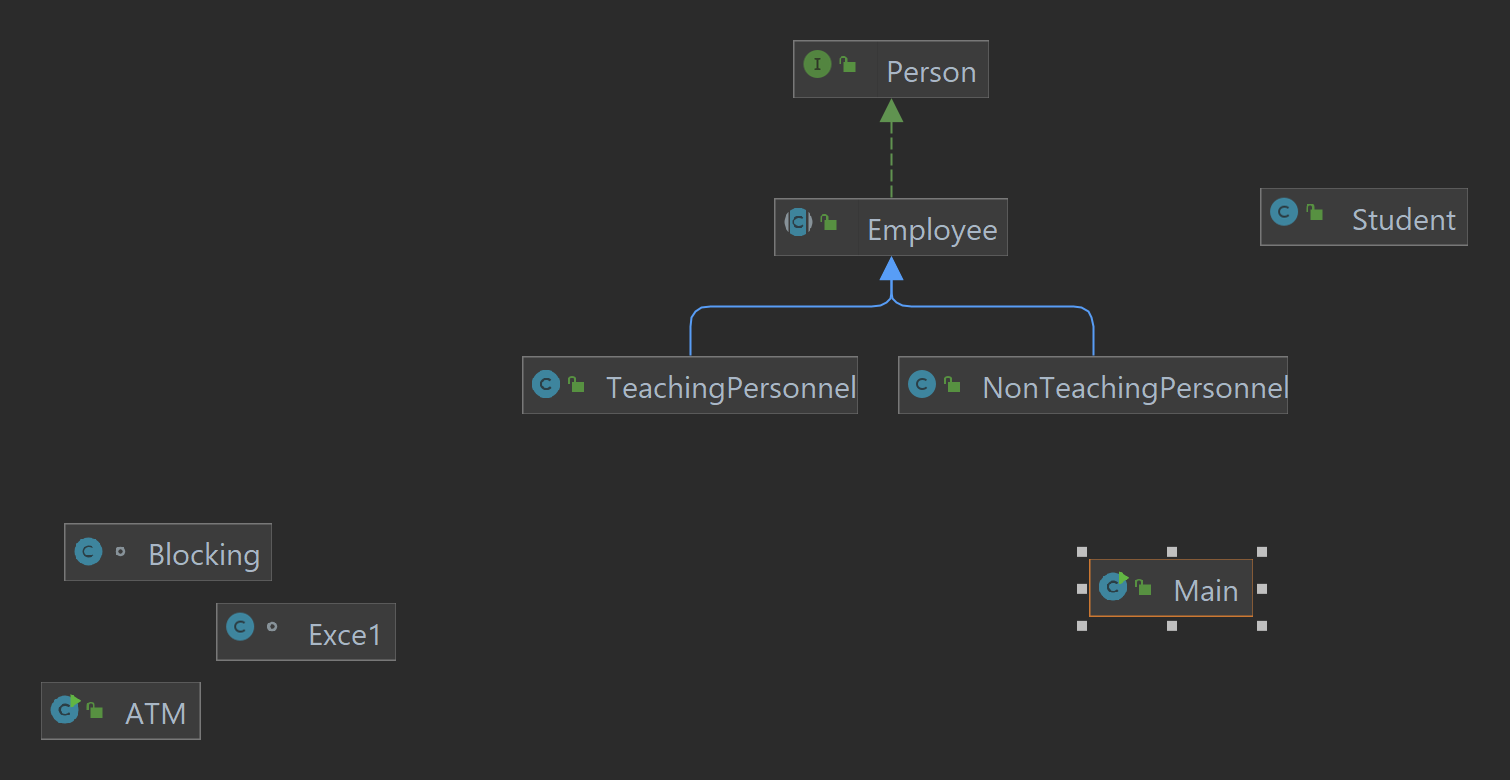 Person
Employee
Student
TeachingPersonnel
NonTeachingPersonnel
Blocking
Main
Exce1
ATM